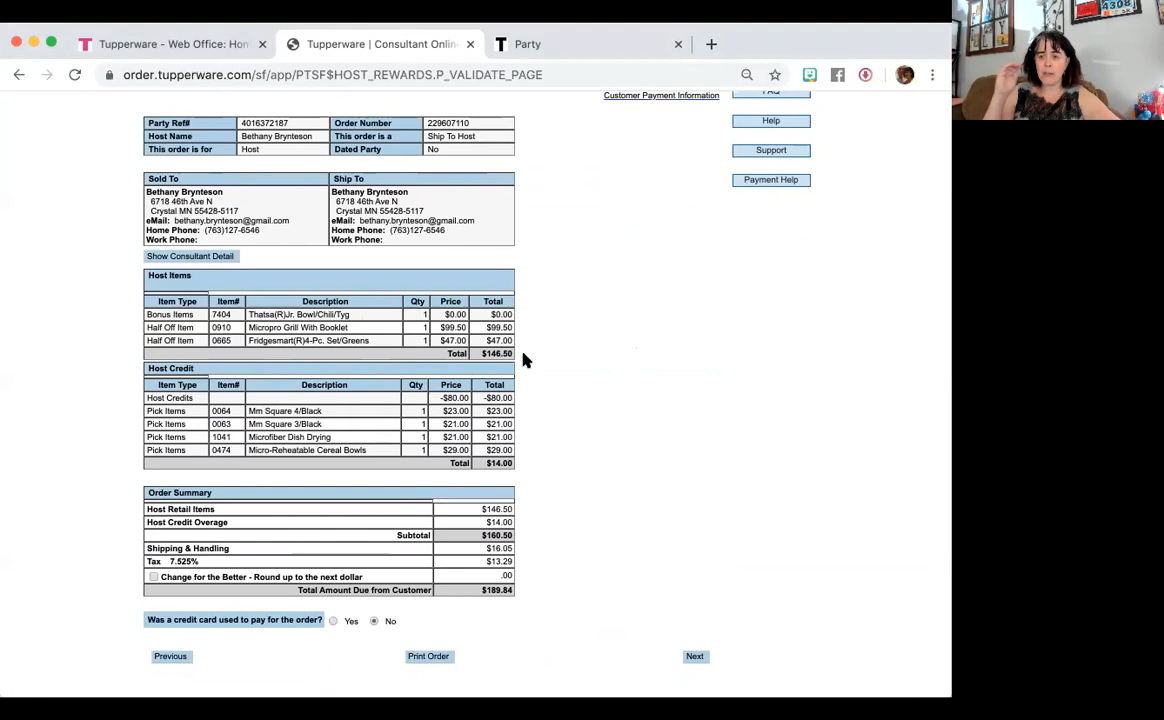 4308
Tupperware - Web Office: Hom
Tupperware | Consultant Onlin
Party
order.tupperware.com/sf/app/PTSF$HOST_REWARDS.P_VALIDATE_PAGE
Customer Payment Information
FAQ
Help
Support
Payment Help
Party Ref# 4016372187 Order Number 229607110
Host Name Bethany Brynteson This order is a Ship To Host
This order is for Host Dated Party No
Sold To Ship To
Bethany Brynteson Bethany Brynteson
6718 46th Ave N 6718 46th Ave N
Crystal MN 55428-5117 Crystal MN 55428-5117
eMail: bethany.brynteson@gmail.com eMail: bethany.brynteson@gmail.com
Home Phone: (763)127-6546 Home Phone: (763)127-6546
Work Phone: Work Phone:
Show Consultant Detail
Host Items
Item Type Item# Description Qty Price Total
Bonus Items 7404 Thatsa(R)Jr. Bowl/Chili/Tyg 1 $0.00 $0.00
Half Off Item 0910 Micropro Grill With Booklet 1 $99.50 $99.50
Half Off Item 0665 Fridgesmart(R)4-Pc. Set/Greens 1 $47.00 $47.00
Total $146.50
Host Credit
Item Type Item# Description Qty Price Total
Host Credits -$80.00 -$80.00
Pick Items 0064 Mm Square 4/Black 1 $23.00 $23.00
Pick Items 0063 Mm Square 3/Black 1 $21.00 $21.00
Pick Items 1041 Microfiber Dish Drying 1 $21.00 $21.00
Pick Items 0474 Micro-Reheatable Cereal Bowls 1 $29.00 $29.00
Total $14.00
Order Summary
Host Retail Items $146.50
Host Credit Overage $14.00
Subtotal $160.50
Shipping & Handling $16.05
Tax 7.525% $13.29
Change for the Better - Round up to the next dollar .00
Total Amount Due from Customer $189.84
Was a credit card used to pay for the order? Yes No
Previous Print Order Next